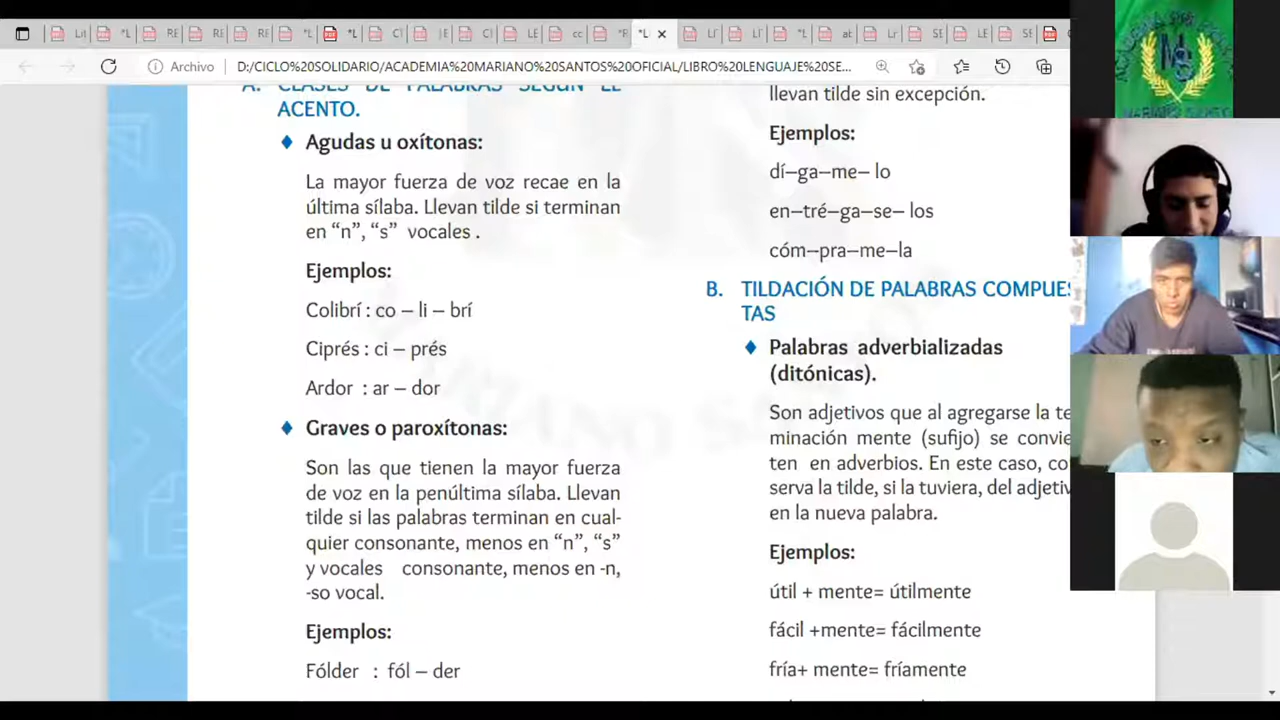 Archivo
D:/CICLO%20SOLIDARIO/ACADEMIA%20MARIANO%20SANTOS%20OFICIAL/LIBRO%20LENGUAJE%20SE...
A. CLASES DE PALABRAS SEGÚN EL
ACENTO.
Agudas u oxítonas:
La mayor fuerza de voz recae en la
última sílaba. Llevan tilde si terminan
en “n”, “s” vocales .
Ejemplos:
Colibrí : co – li – brí
Ciprés : ci – prés
Ardor : ar – dor
Graves o paroxítonas:
Son las que tienen la mayor fuerza
de voz en la penúltima sílaba. Llevan
tilde si las palabras terminan en cual-
quier consonante, menos en “n”, “s”
y vocales consonante, menos en -n,
-so vocal.
Ejemplos:
Fólder : fól – der
llevan tilde sin excepción.
Ejemplos:
dí–ga–me– lo
en–tré–ga–se– los
cóm–pra–me–la
B. TILDACIÓN DE PALABRAS COMPUES
TAS
Palabras adverbializadas
(ditónicas).
Son adjetivos que al agregarse la te
minación mente (sufijo) se convie
ten en adverbios. En este caso, co
serva la tilde, si la tuviera, del adjetiv
en la nueva palabra.
Ejemplos:
útil + mente= útilmente
fácil +mente= fácilmente
fría+ mente= fríamente